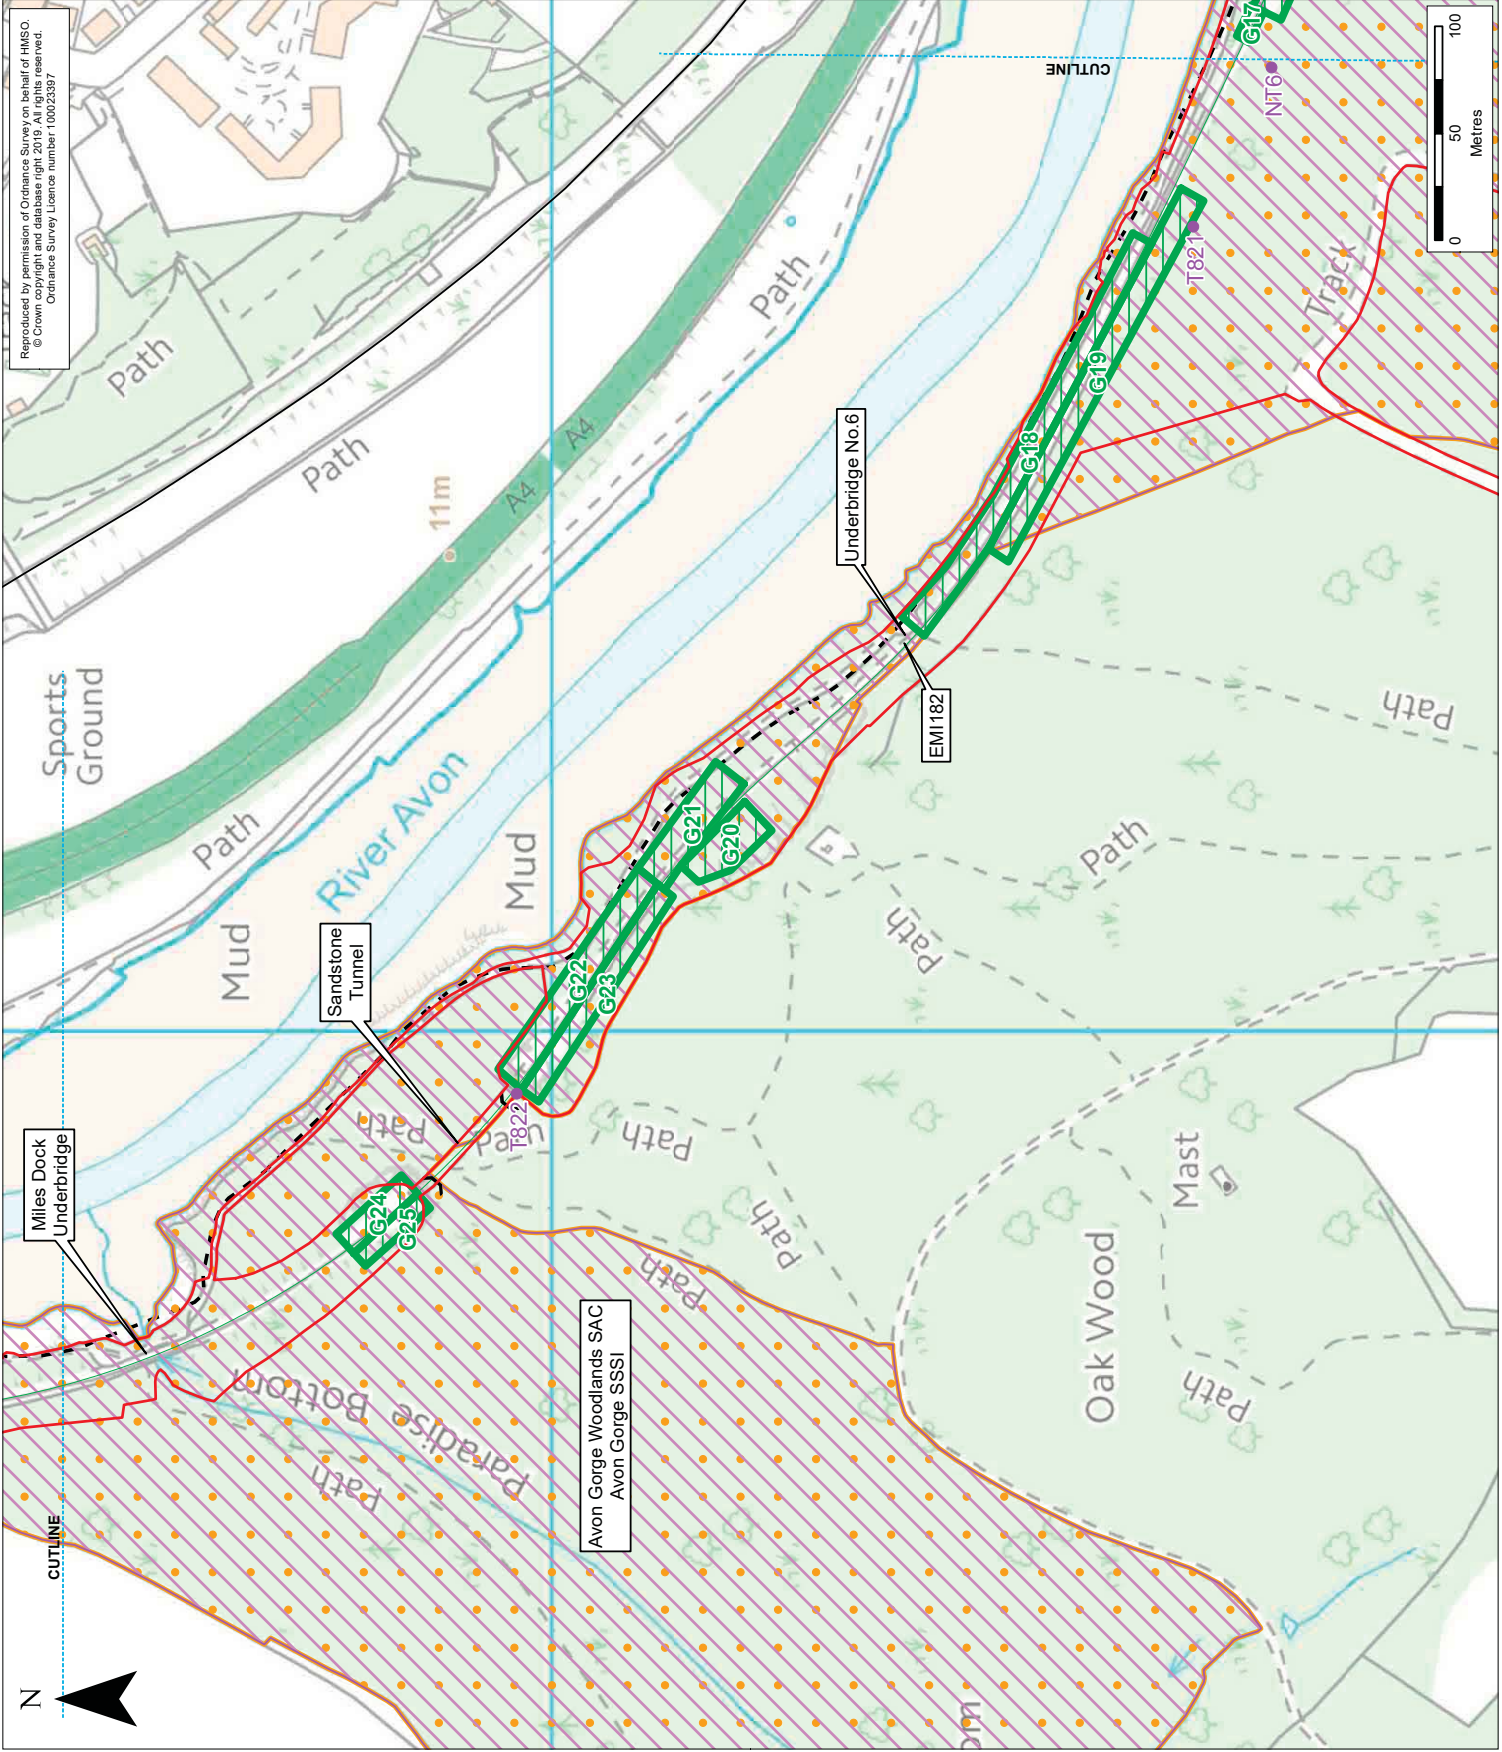 Reproduced by permission of Ordnance Survey on behalf of HMSO.
© Crown copyright and database right 2019. All rights reserved.
Ordnance Survey Licence number 100023397
N
CUTLINE
CUTLINE
0 50 100
Metres
Sports
Ground
Path
Path
Path
Path
11m
A4
A4
River Avon
Mud
Mud
Miles Dock
Underbridge
Sandstone
Tunnel
Underbridge No.6
EMI182
G17
NT6
T821
G19
G18
G21
G20
G22
G23
T822
G24
G25
Track
Path
Path
Path
Path
Path
Path
Path
Path
Path
Path
Path
Paradise Bottom
Avon Gorge Woodlands SAC
Avon Gorge SSSI
Mast
Oak Wood
om